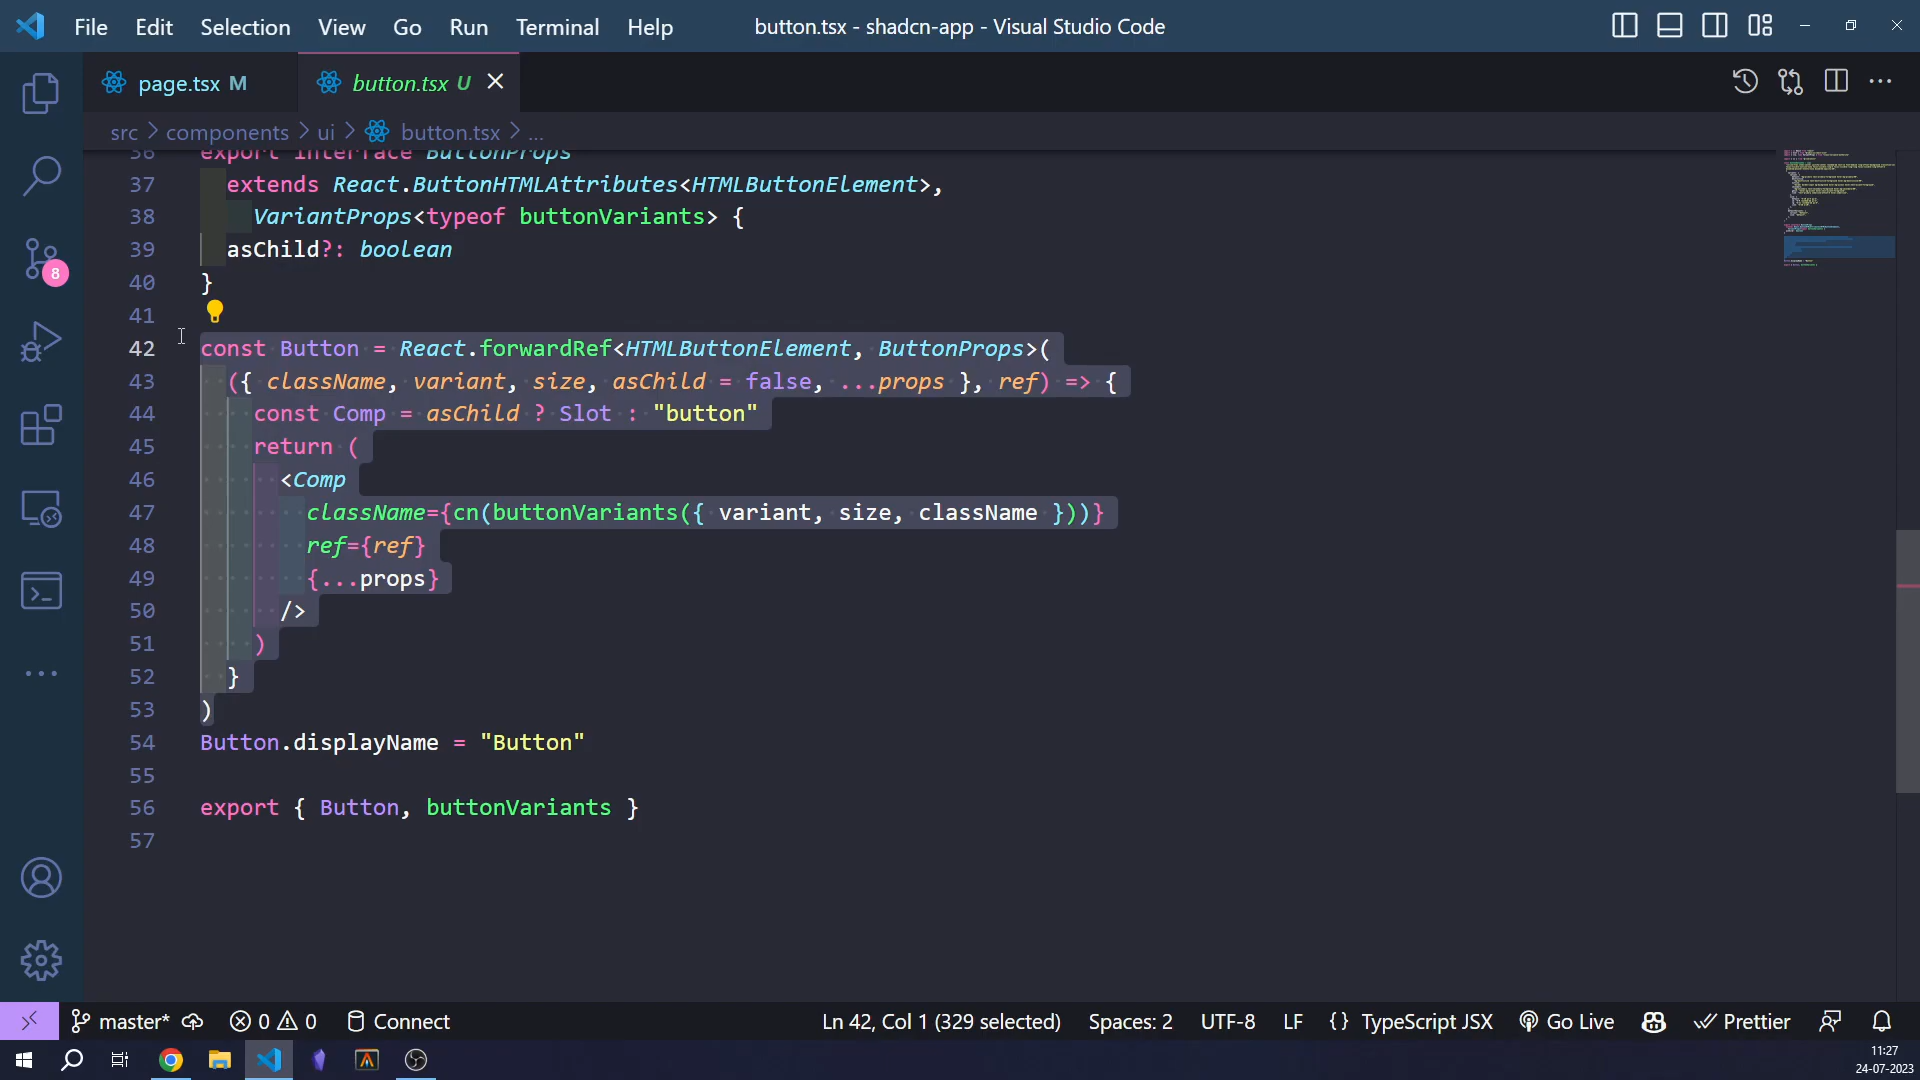 File Edit Selection View Go Run Terminal Help
button.tsx - shadcn-app - Visual Studio Code
page.tsx M
button.tsx U
src > components > ui > button.tsx > ...
36 export interface ButtonProps
37 extends React.ButtonHTMLAttributes<HTMLButtonElement>,
38 VariantProps<typeof buttonVariants> {
39 asChild?: boolean
40 }
41
42 const Button = React.forwardRef<HTMLButtonElement, ButtonProps>(
43 ({ className, variant, size, asChild = false, ...props }, ref) => {
44 const Comp = asChild ? Slot : "button"
45 return (
46 <Comp
47 className={cn(buttonVariants({ variant, size, className }))}
48 ref={ref}
49 {...props}
50 />
51 )
52 }
53 )
54 Button.displayName = "Button"
55
56 export { Button, buttonVariants }
57
8
master* 0 0 Connect Ln 42, Col 1 (329 selected) Spaces: 2 UTF-8 LF {} TypeScript JSX Go Live Prettier
11:27
24-07-2023